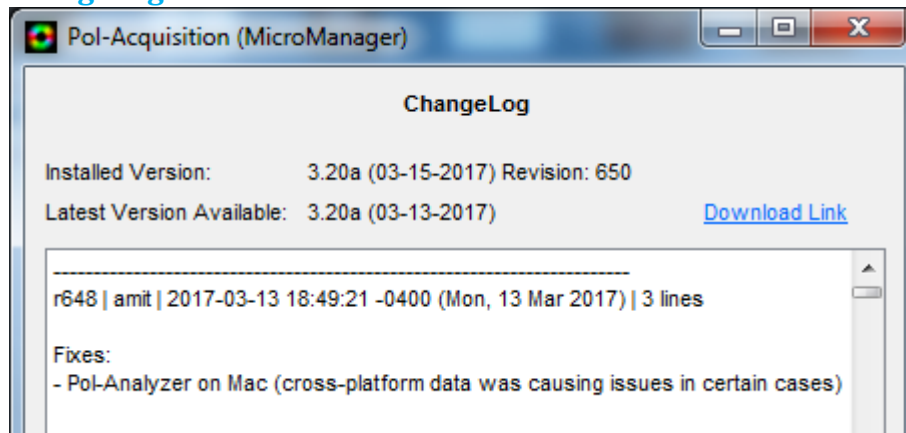 Pol-Acquisition (MicroManager)
ChangeLog
Installed Version: 3.20a (03-15-2017) Revision: 650
Latest Version Available: 3.20a (03-13-2017) Download Link
------------------------------------------------------------------------
r648 | amit | 2017-03-13 18:49:21 -0400 (Mon, 13 Mar 2017) | 3 lines
Fixes:
- Pol-Analyzer on Mac (cross-platform data was causing issues in certain cases)